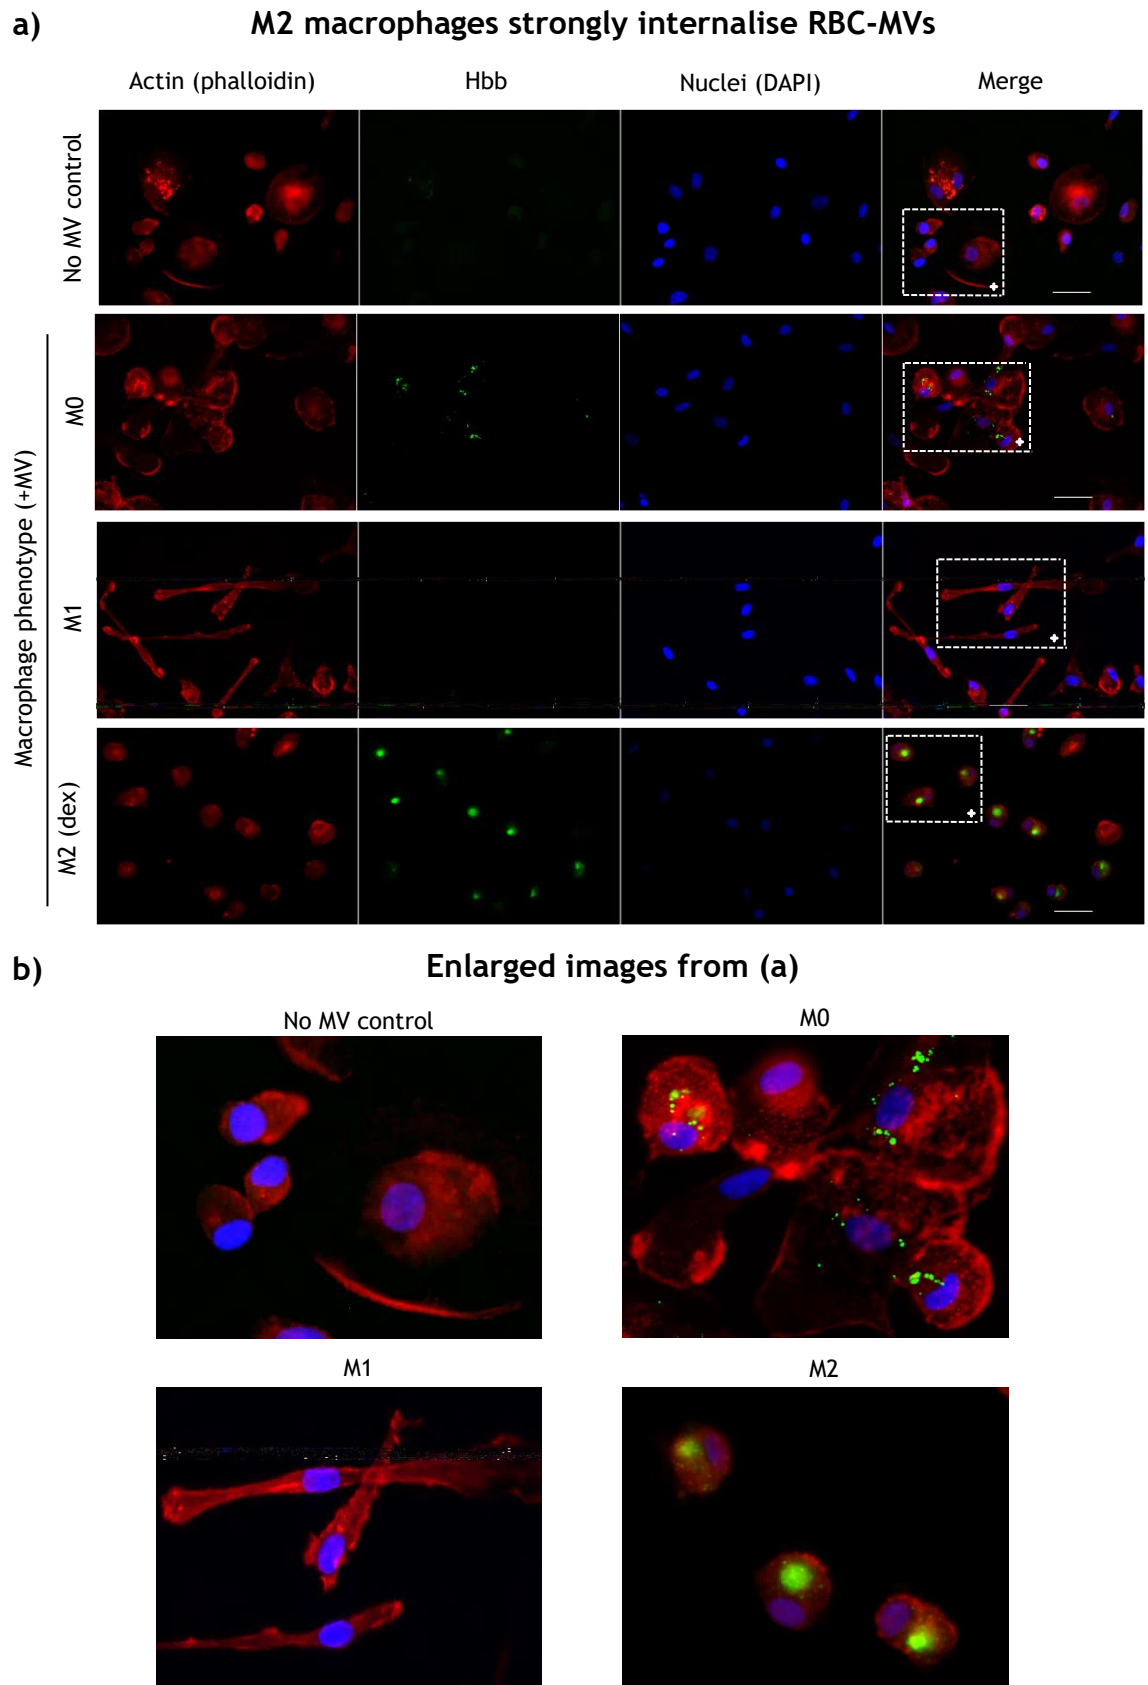 a)
M2 macrophages strongly internalise RBC-MVs
Actin (phalloidin)
Hbb
Nuclei (DAPI)
Merge
No MV control
Macrophage phenotype (+MV)
M0
M1
M2 (dex)
b)
Enlarged images from (a)
No MV control
M0
M1
M2